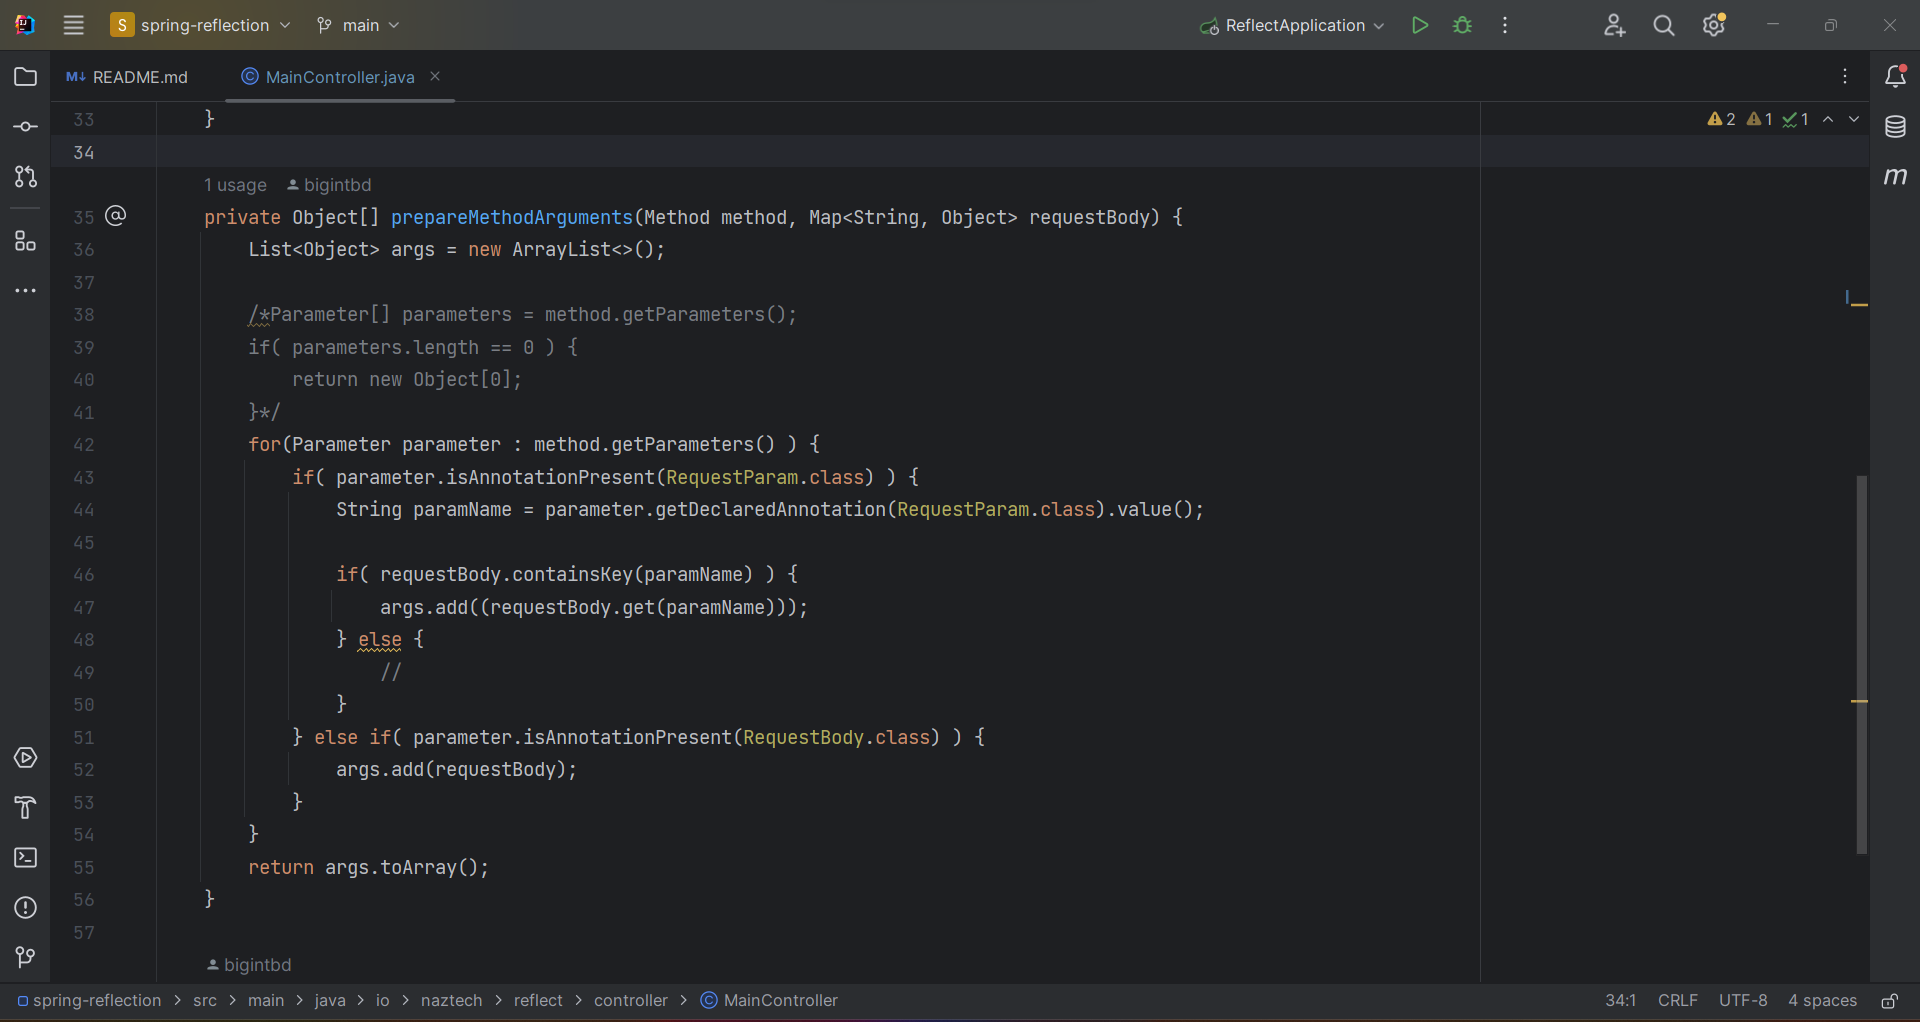 S spring-reflection main ReflectApplication
README.md MainController.java
33 }
2 1 1
34
1 usage bigintbd
35 private Object[] prepareMethodArguments(Method method, Map<String, Object> requestBody) {
36 List<Object> args = new ArrayList<>();
37
38 /*Parameter[] parameters = method.getParameters();
39 if( parameters.length == 0 ) {
40 return new Object[0];
41 }*/
42 for(Parameter parameter : method.getParameters() ) {
43 if( parameter.isAnnotationPresent(RequestParam.class) ) {
44 String paramName = parameter.getDeclaredAnnotation(RequestParam.class).value();
45
46 if( requestBody.containsKey(paramName) ) {
47 args.add((requestBody.get(paramName)));
48 } else {
49 //
50 }
51 } else if( parameter.isAnnotationPresent(RequestBody.class) ) {
52 args.add(requestBody);
53 }
54 }
55 return args.toArray();
56 }
57
bigintbd
spring-reflection > src > main > java > io > naztech > reflect > controller > MainController 34:1 CRLF UTF-8 4 spaces